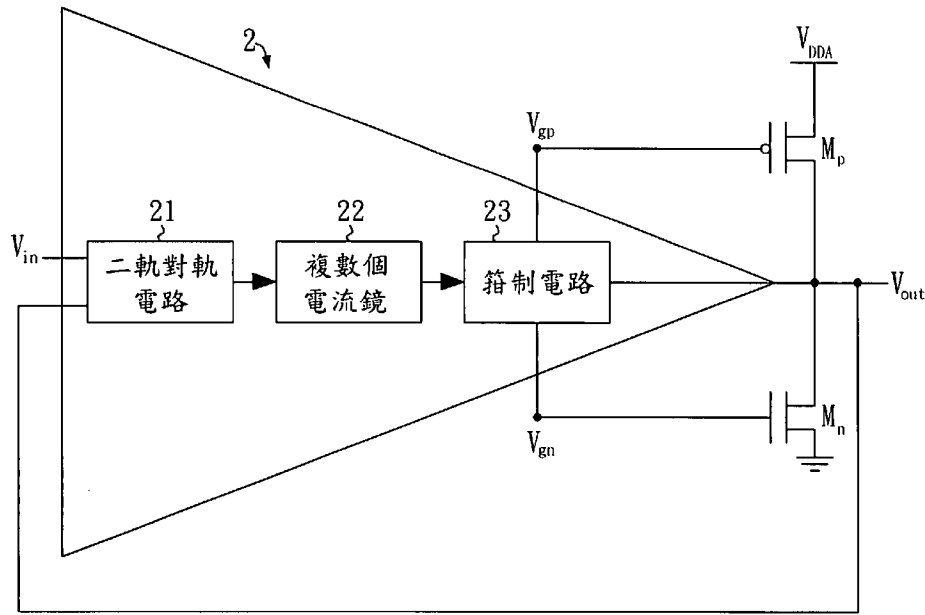 2
V_DDA
V_gp
M_p
21
22
23
V_in
二軌對軌
電路
複數個
電流鏡
箝制電路
V_out
M_n
V_gn